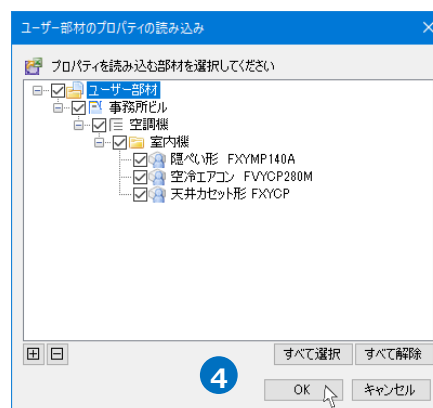 ユーザー部材のプロパティの読み込み
プロパティを読み込む部材を選択してください
ユーザー部材
事務所ビル
空調機
室内機
隠ぺい形 FXYMP140A
空冷エアコン FVYCP280M
天井カセット形 FXYCP
すべて選択 すべて解除
4
OK キャンセル